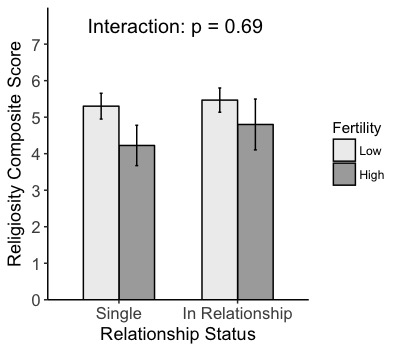 Interaction: p = 0.69
Religiosity Composite Score
7
6
5
4
3
2
1
0
Single
In Relationship
Relationship Status
Fertility
Low
High